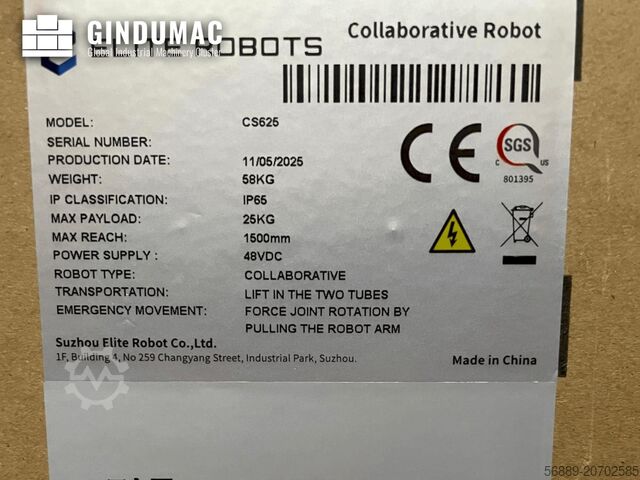 GINDUMAC
Global Industrial Machinery Cluster
ROBOTS
Collaborative Robot
MODEL: CS625
SERIAL NUMBER:
PRODUCTION DATE: 11/05/2025
WEIGHT: 58KG
IP CLASSIFICATION: IP65
MAX PAYLOAD: 25KG
MAX REACH: 1500mm
POWER SUPPLY : 48VDC
ROBOT TYPE: COLLABORATIVE
TRANSPORTATION: LIFT IN THE TWO TUBES
EMERGENCY MOVEMENT: FORCE JOINT ROTATION BY
PULLING THE ROBOT ARM
CE
SGS
C US
801395
Suzhou Elite Robot Co.,Ltd.
1F, Building 4, No 259 Changyang Street, Industrial Park, Suzhou.
Made in China
56889-20702585